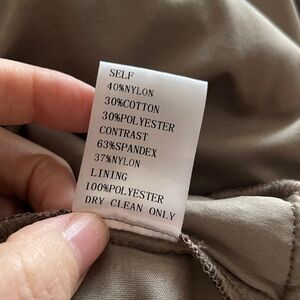 SELF
40%NYLON
30%COTTON
30%POLYESTER
CONTRAST
63%SPANDEX
37%NYLON
LINING
100%POLYESTER
DRY CLEAN ONLY